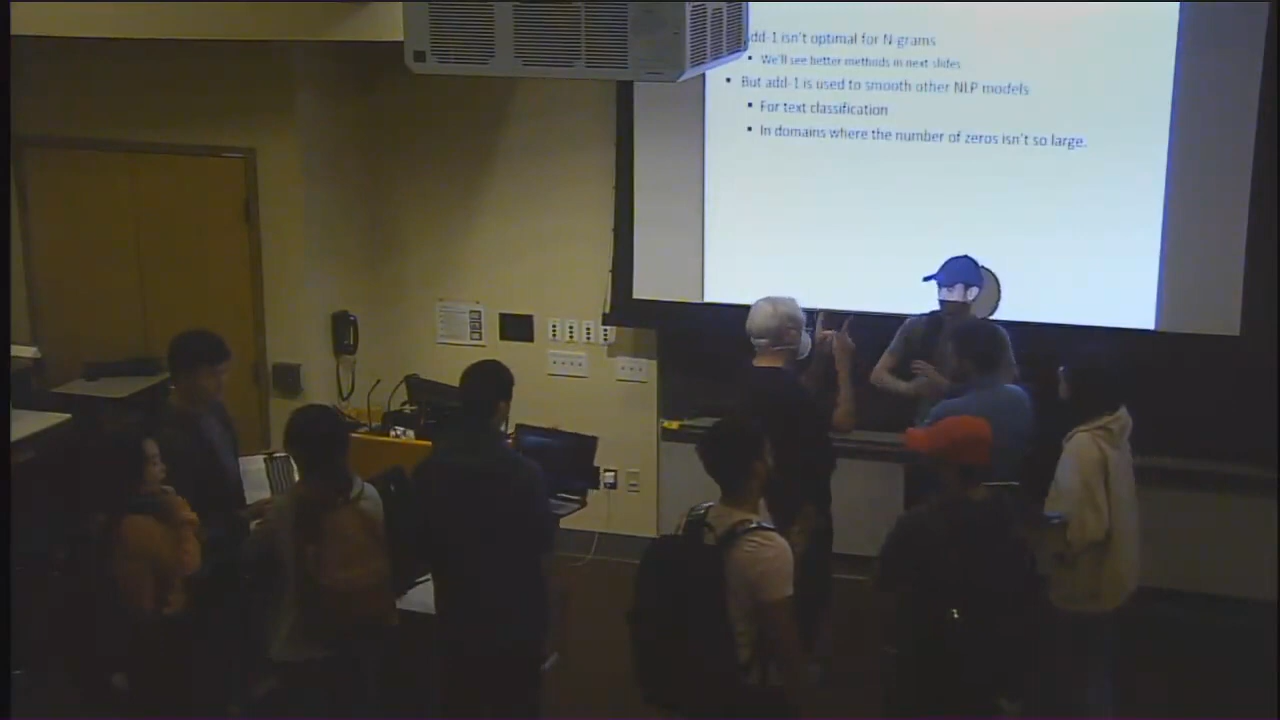 add-1 isn't optimal for N-grams
We'll see better methods in next slides
But add-1 is used to smooth other NLP models
For text classification
In domains where the number of zeros isn't so large.